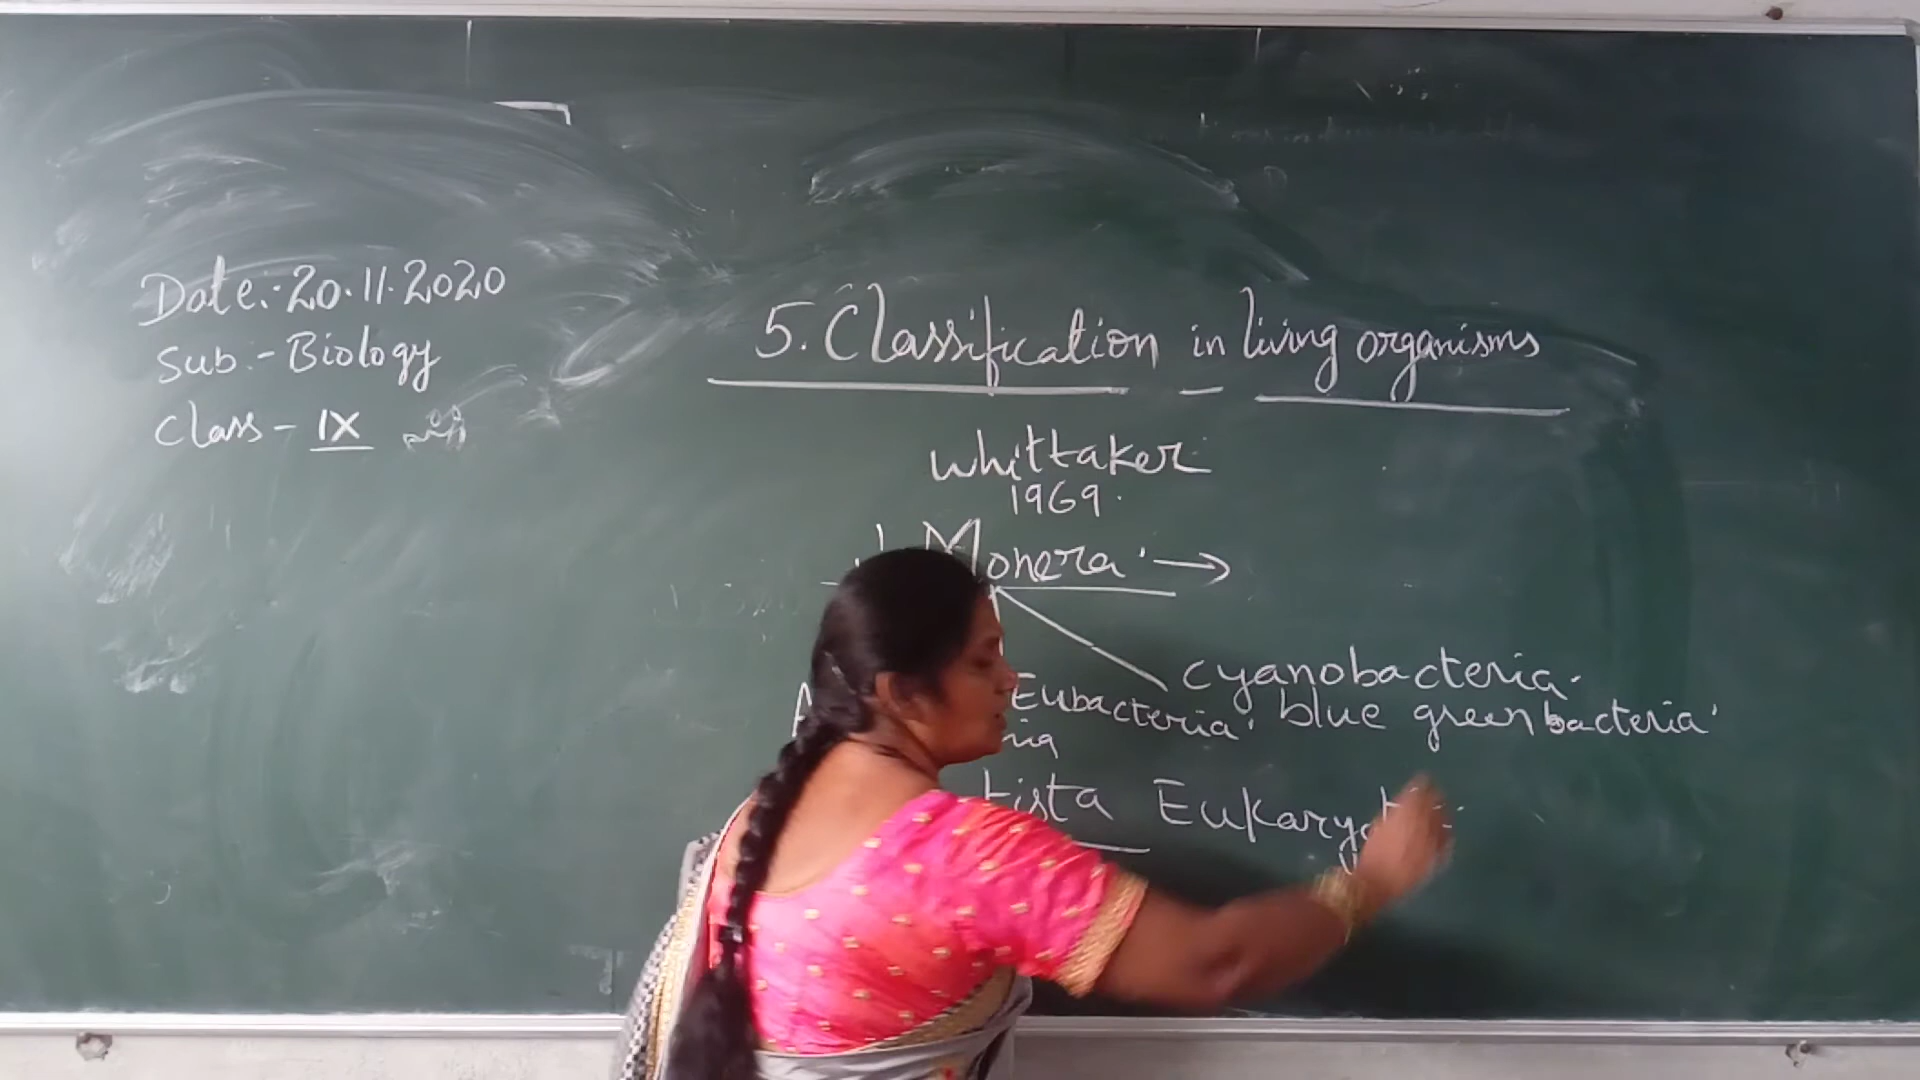 Date:- 20.11.2020
Sub:- Biology
Class - IX
5. Classification in living organisms
Whittaker
1969.
1. Monera →
cyanobacteria.
Eubacteria. blue green bacteria.